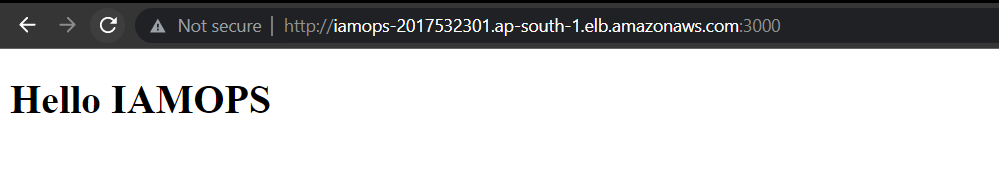 Not secure | http://iamops-2017532301.ap-south-1.elb.amazonaws.com:3000
Hello IAMOPS